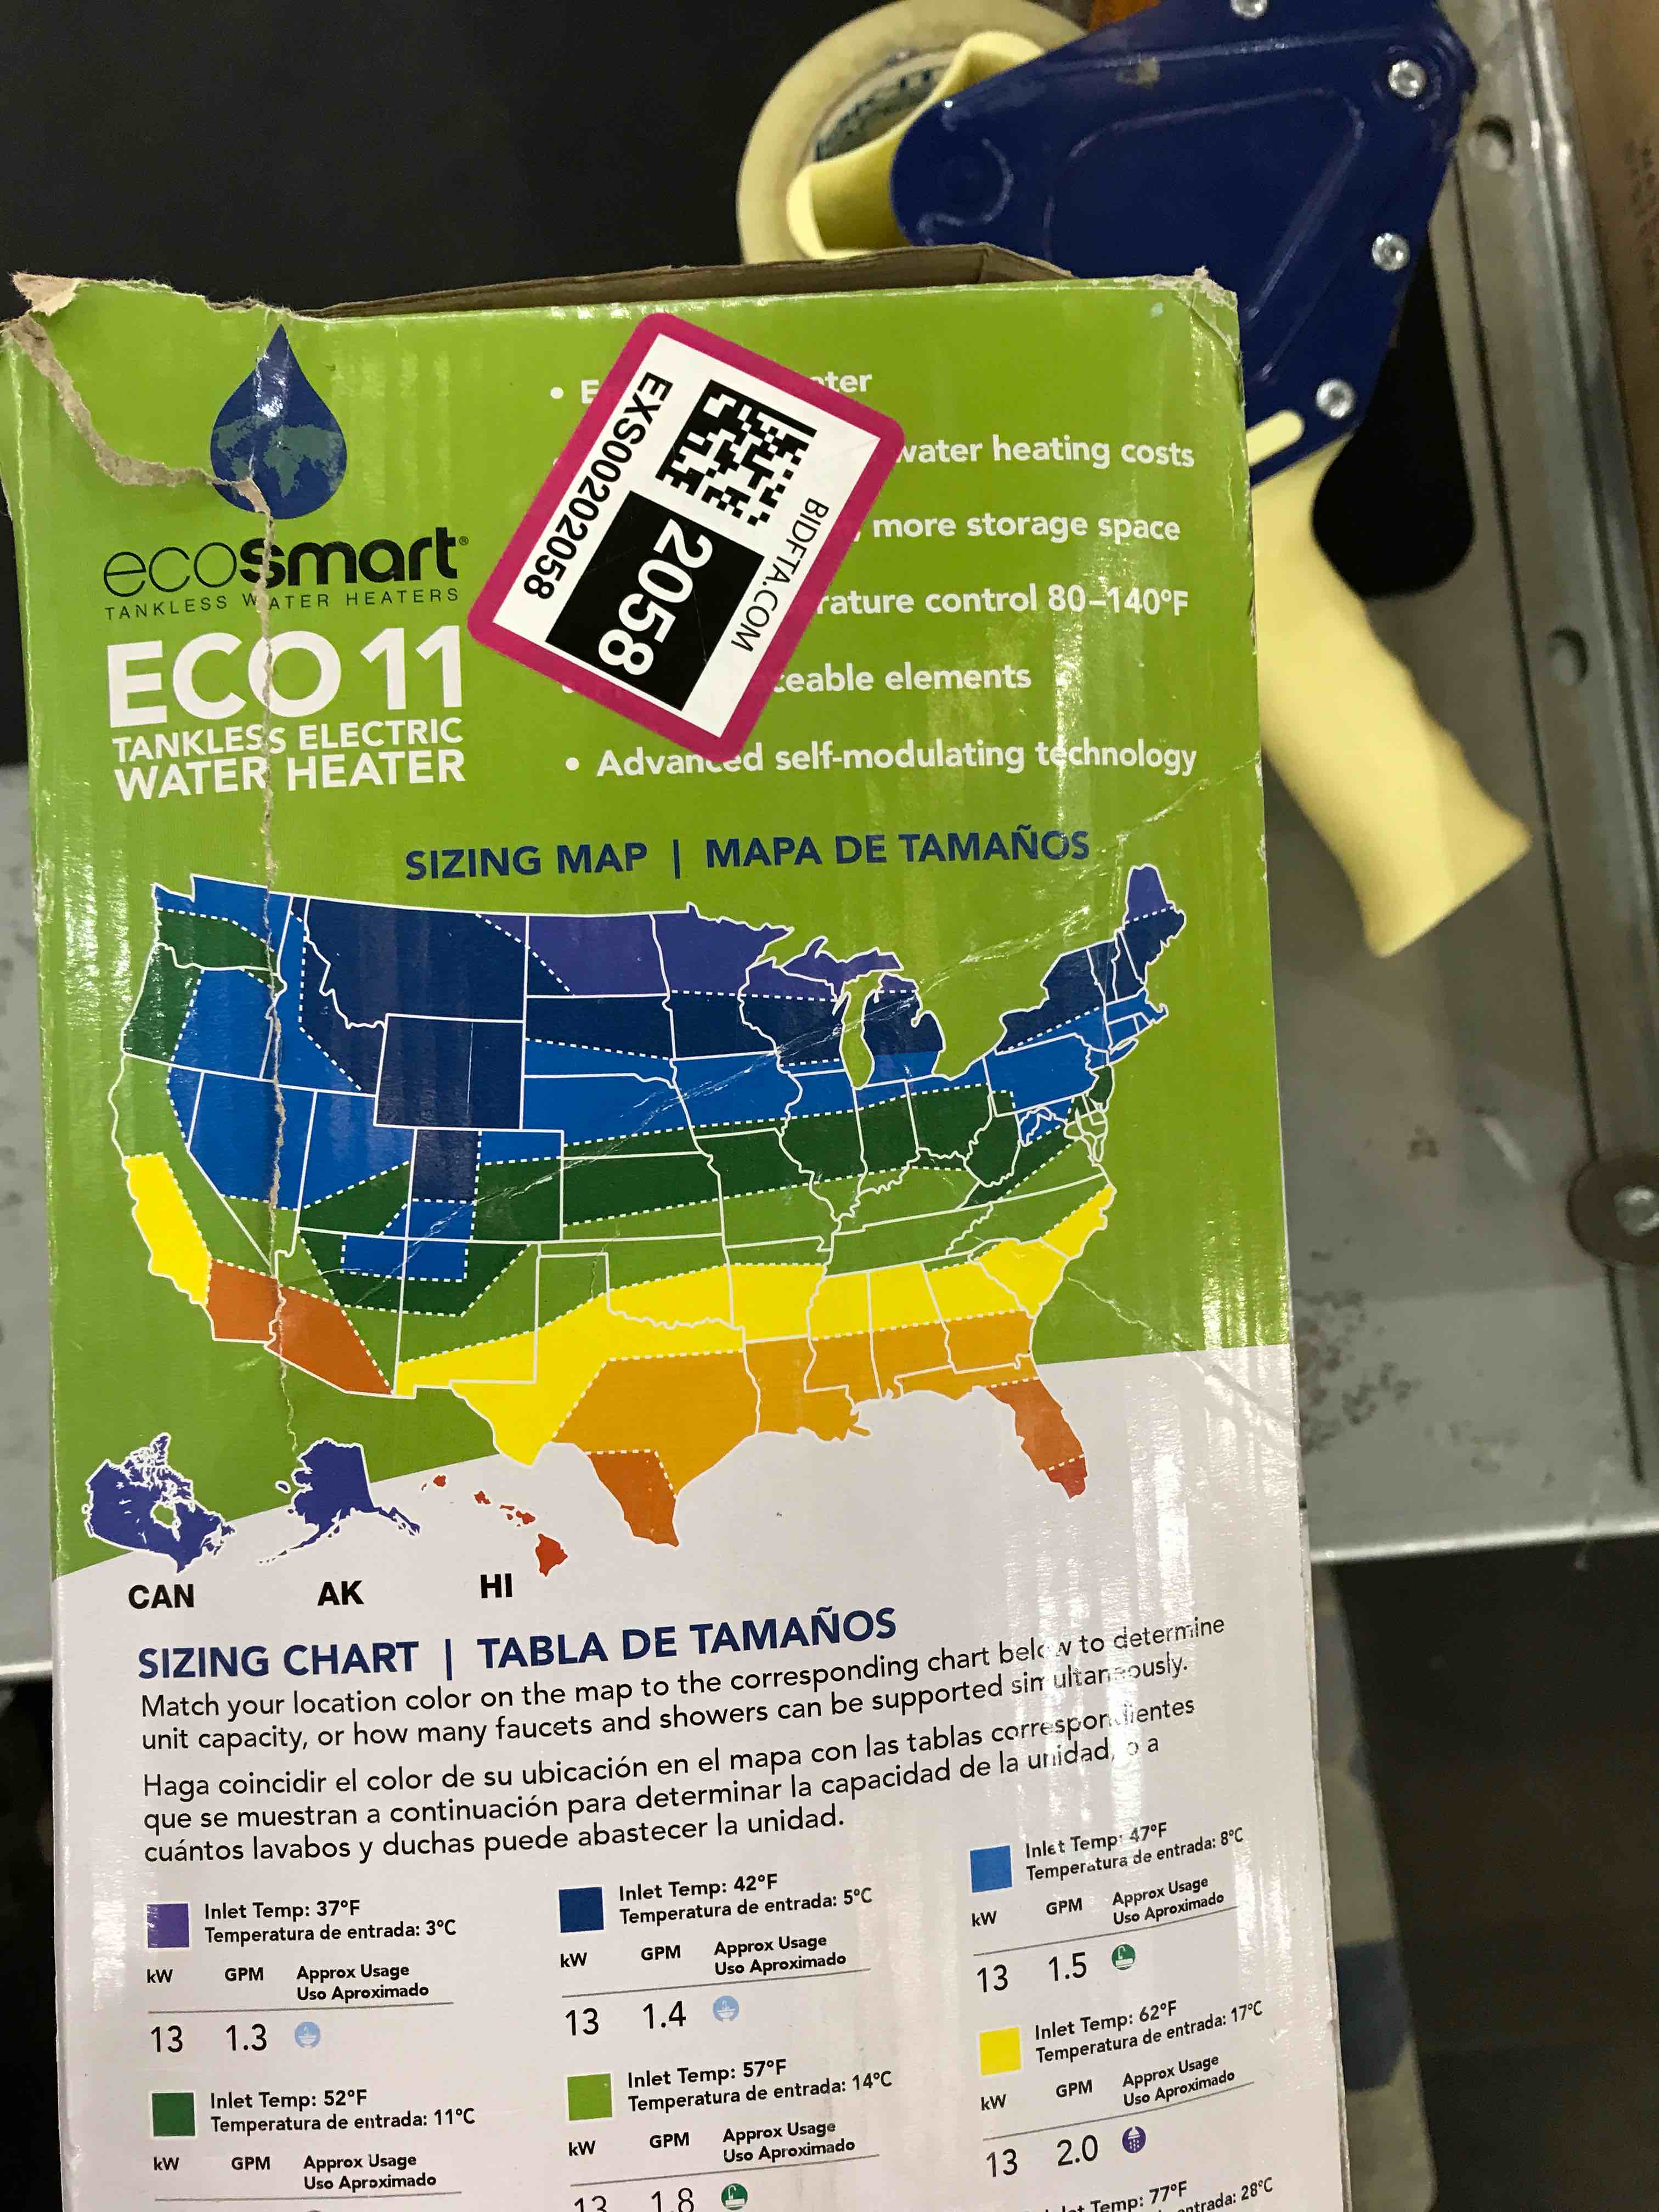 ecosmart®
TANKLESS WATER HEATERS
ECO 11
TANKLESS ELECTRIC
WATER HEATER
EXS00202058
2058
BIDFTA.COM
water heating costs
, more storage space
control 80–140°F
elements
• Advanced self-modulating technology
SIZING MAP | MAPA DE TAMAÑOS
CAN
AK
HI
SIZING CHART | TABLA DE TAMAÑOS
Match your location color on the map to the corresponding chart below to determine
unit capacity, or how many faucets and showers can be supported simultaneously.
Haga coincidir el color de su ubicación en el mapa con las tablas correspondientes
que se muestran a continuación para determinar la capacidad de la unidad, o a
cuántos lavabos y duchas puede abastecer la unidad.
Inlet Temp: 37°F
Temperatura de entrada: 3°C
kW GPM Approx Usage
Uso Aproximado
13 1.3
Inlet Temp: 42°F
Temperatura de entrada: 5°C
kW GPM Approx Usage
Uso Aproximado
13 1.4
Inlet Temp: 47°F
Temperatura de entrada: 8°C
kW GPM Approx Usage
Uso Aproximado
13 1.5
Inlet Temp: 52°F
Temperatura de entrada: 11°C
kW GPM Approx Usage
Uso Aproximado
Inlet Temp: 57°F
Temperatura de entrada: 14°C
kW GPM Approx Usage
Uso Aproximado
13 1.8
Inlet Temp: 62°F
Temperatura de entrada: 17°C
kW GPM Approx Usage
Uso Aproximado
13 2.0
Temp: 77°F
28°C